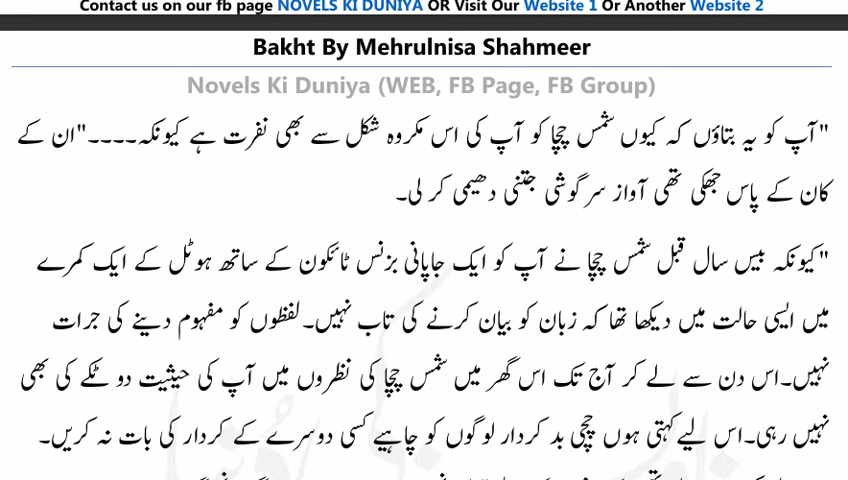 Contact us on our fb page NOVELS KI DUNIYA OR Visit Our Website 1 Or Another Website 2
Bakht By Mehrulnisa Shahmeer
Novels Ki Duniya (WEB, FB Page, FB Group)
"آپ کو یہ بتاؤں کہ کیوں شمس چچا کو آپ کی اس مکروہ شکل سے بھی نفرت ہے کیونکہ۔۔۔۔"ان کے
کان کے پاس جھکی تھی آواز سرگوشی جتنی دھیمی کر لی۔
"کیونکہ بیس سال قبل شمس چچا نے آپ کو ایک جاپانی بزنس ٹائکون کے ساتھ ہوٹل کے ایک کمرے
میں ایسی حالت میں دیکھا تھا کہ زبان کو بیان کرنے کی تاب نہیں۔لفظوں کو مفہوم دینے کی جرات
نہیں۔اس دن سے لے کر آج تک اس گھر میں شمس چچا کی نظروں میں آپ کی حیثیت دو ٹکے کی بھی
نہیں رہی۔اس لیے کہتی ہوں چچی بد کردار لوگوں کو چاہیے کسی دوسرے کے کردار کی بات نہ کریں۔